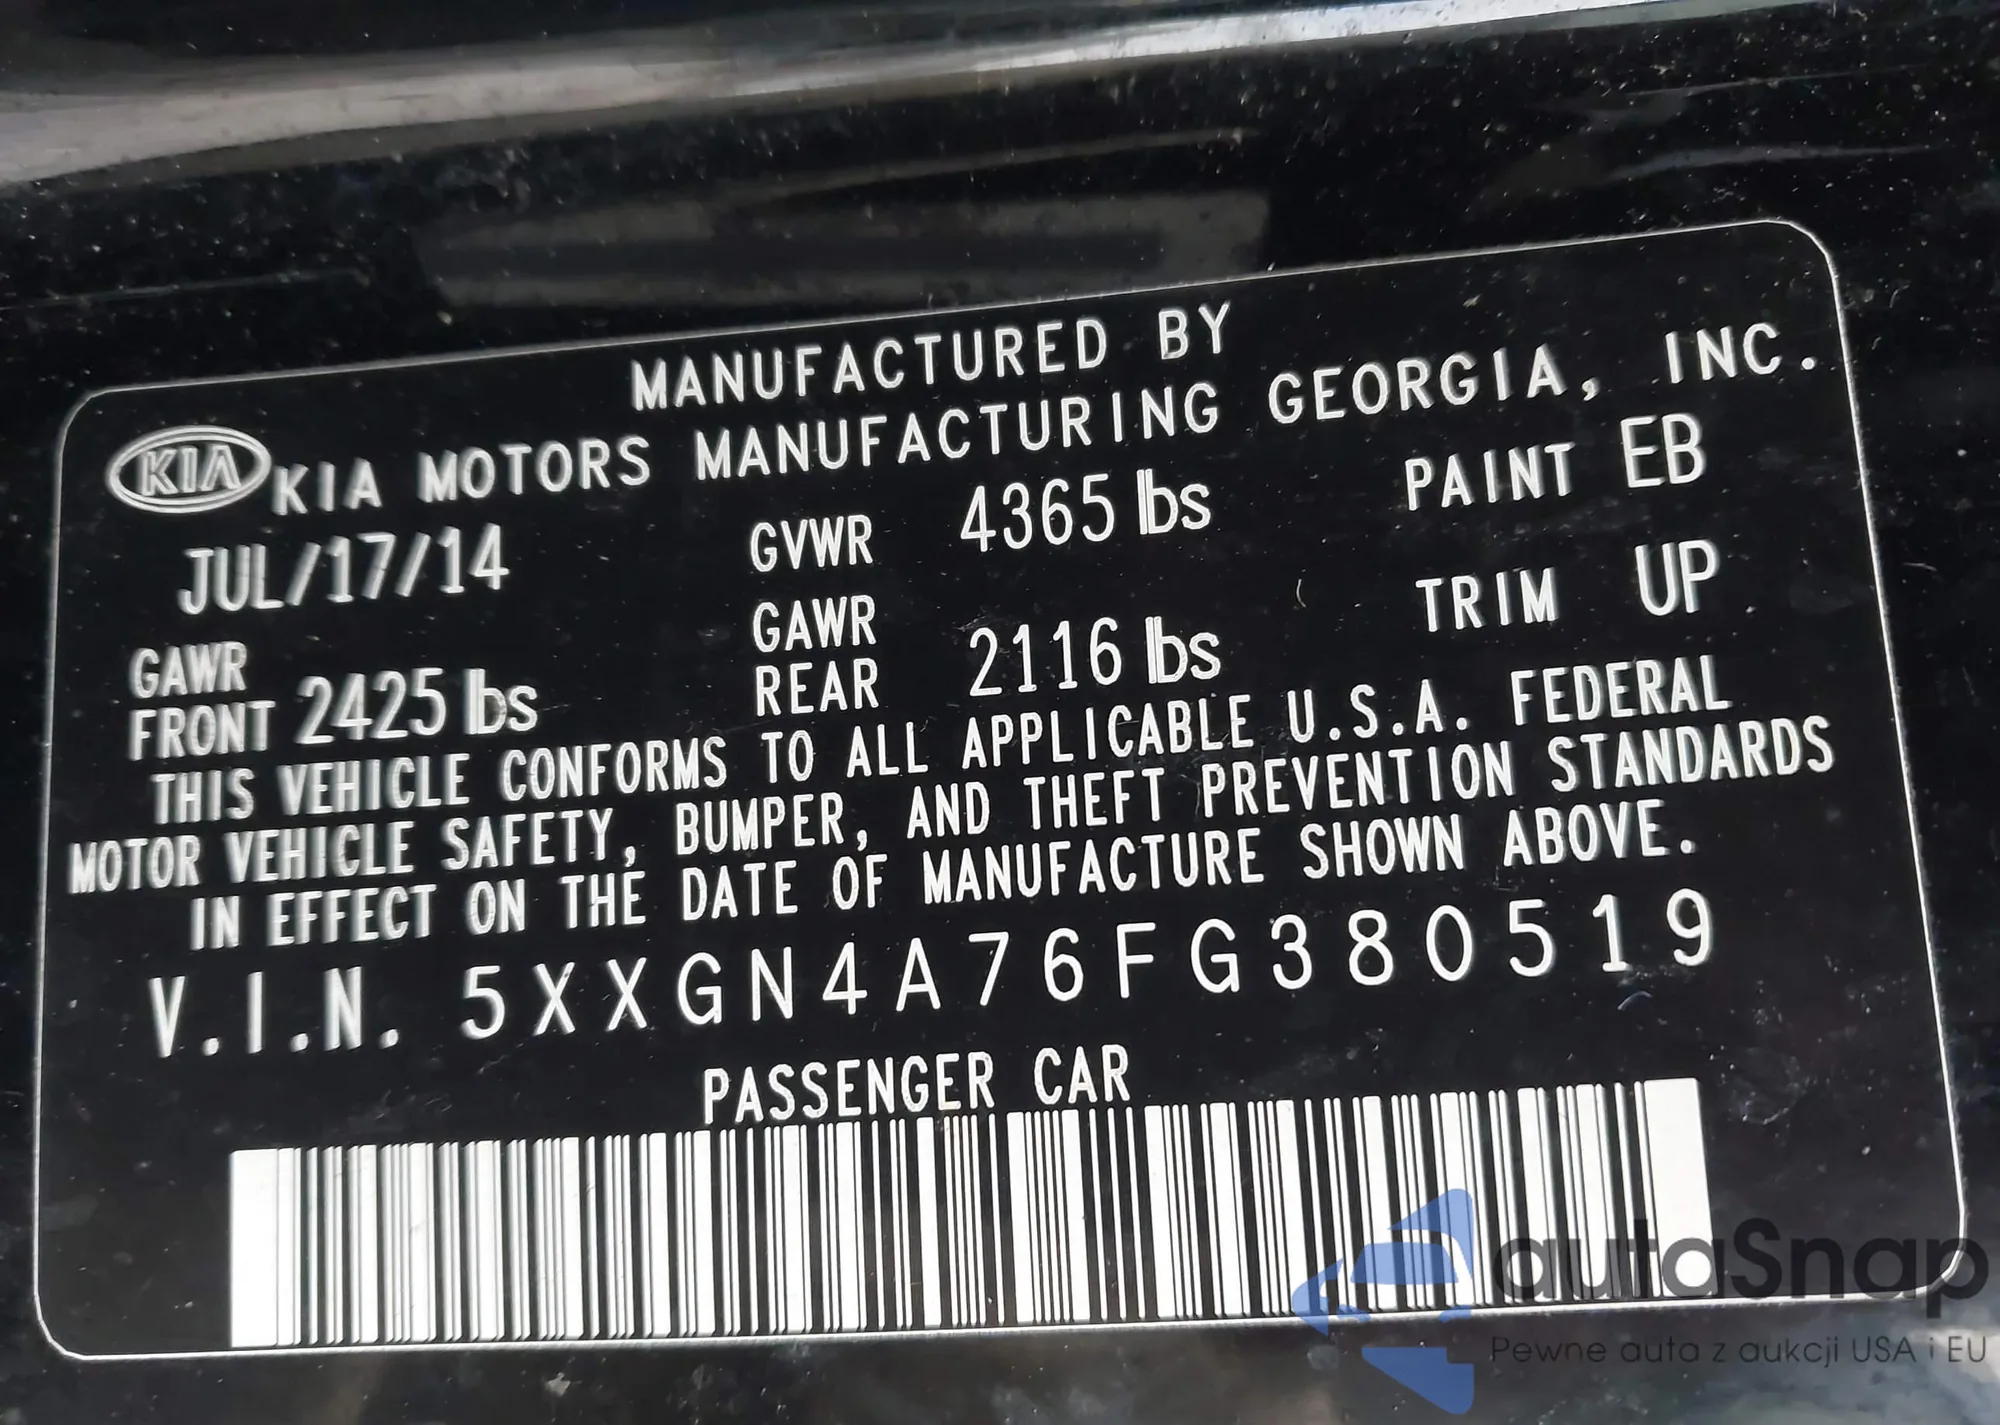 MANUFACTURED BY
KIA KIA MOTORS MANUFACTURING GEORGIA, INC.
JUL/17/14 GVWR 4365 lbs PAINT EB
GAWR FRONT 2425 lbs GAWR REAR 2116 lbs TRIM UP
THIS VEHICLE CONFORMS TO ALL APPLICABLE U.S.A. FEDERAL
MOTOR VEHICLE SAFETY, BUMPER, AND THEFT PREVENTION STANDARDS
IN EFFECT ON THE DATE OF MANUFACTURE SHOWN ABOVE.
V.I.N. 5XXGN4A76FG380519
PASSENGER CAR
autaSnap
Pewne auta z aukcji USA i EU